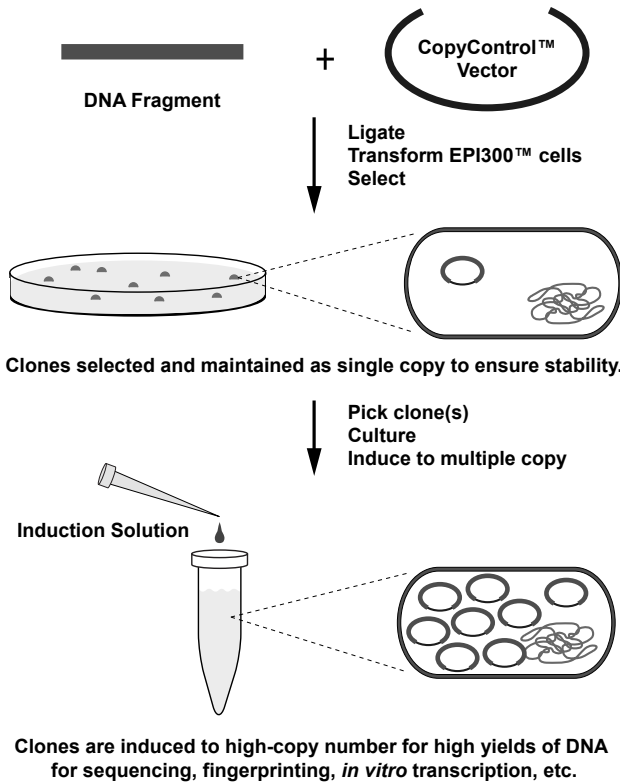 CopyControl™
Vector
+
DNA Fragment
Ligate
Transform EPI300™ cells
Select
Clones selected and maintained as single copy to ensure stability.
Pick clone(s)
Culture
Induce to multiple copy
Induction Solution
Clones are induced to high-copy number for high yields of DNA
for sequencing, fingerprinting, in vitro transcription, etc.